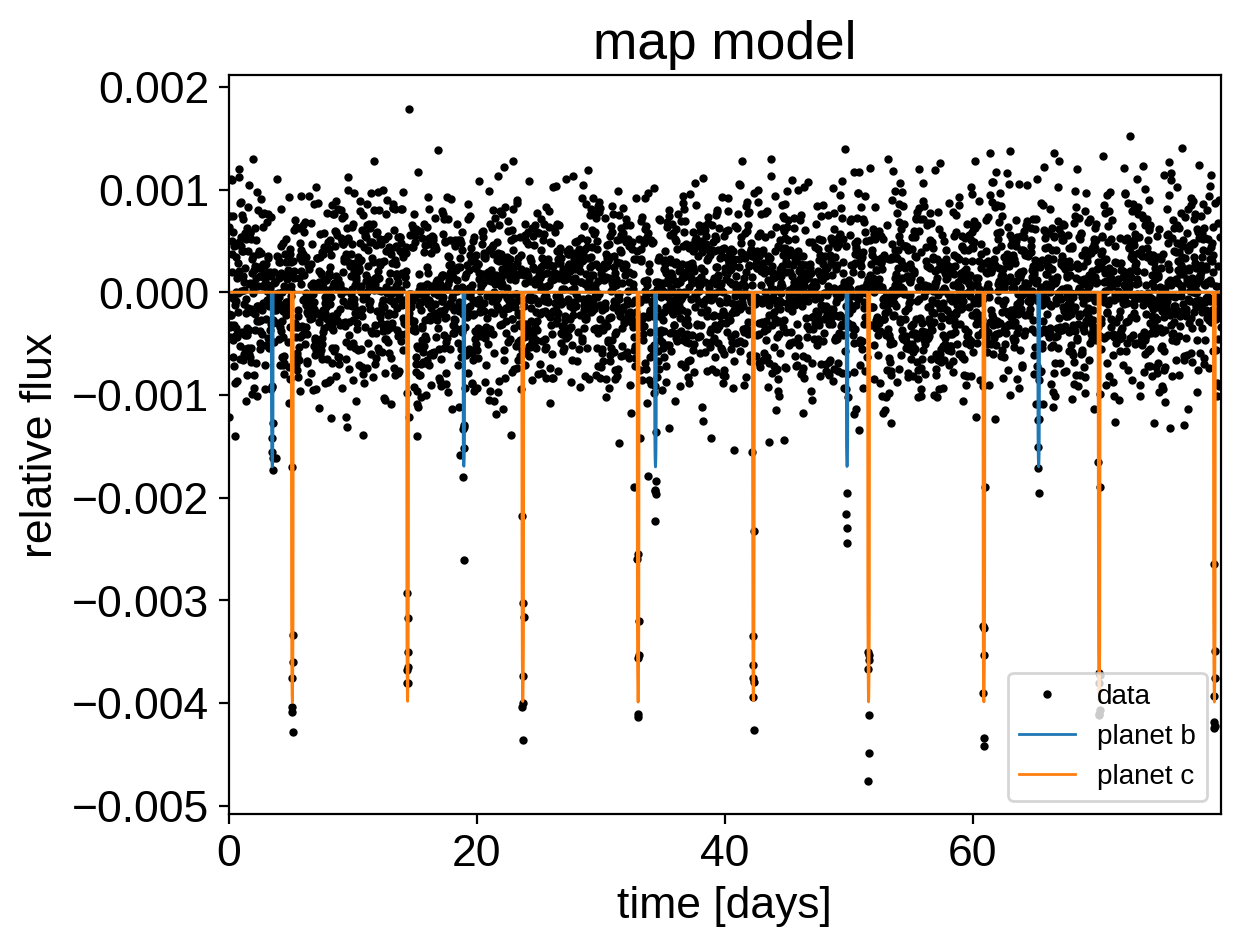 map model
0.002
0.001
0.000
−0.001
−0.002
−0.003
−0.004
−0.005
relative flux
0
20
40
60
time [days]
data
planet b
planet c